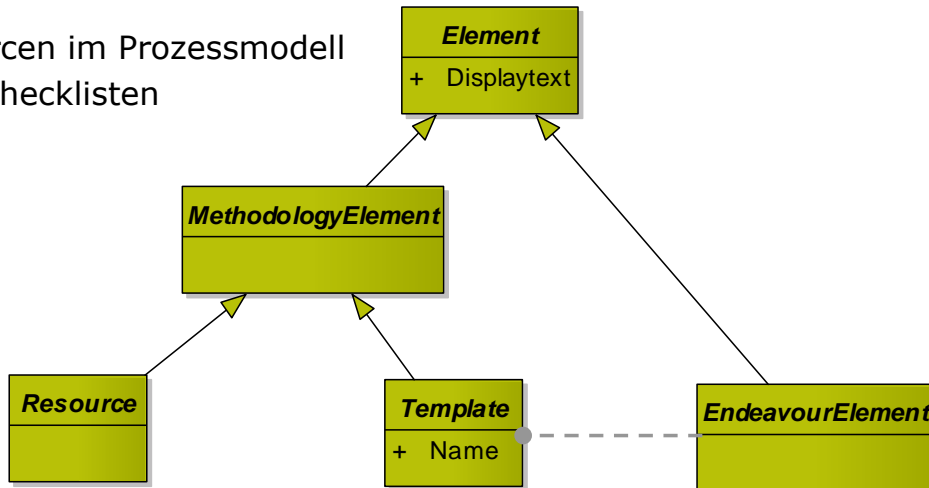 rcen im Prozessmodell
hecklisten
Element
+ Displaytext
MethodologyElement
Resource
Template
+ Name
EndeavourElement